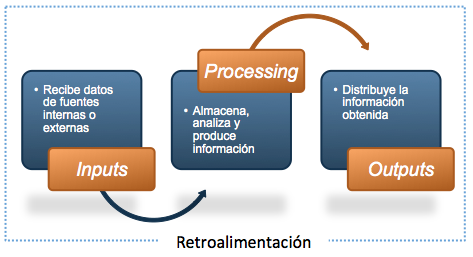 • Recibe datos
de fuentes
internas o
externas
Inputs
Processing
• Almacena,
analiza y
produce
información
• Distribuye la
información
obtenida
Outputs
Retroalimentación